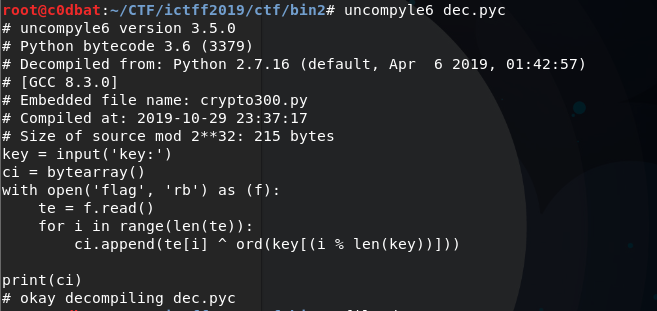 root@c0dbat:~/CTF/ictff2019/ctf/bin2# uncompyle6 dec.pyc
# uncompyle6 version 3.5.0
# Python bytecode 3.6 (3379)
# Decompiled from: Python 2.7.16 (default, Apr  6 2019, 01:42:57)
# [GCC 8.3.0]
# Embedded file name: crypto300.py
# Compiled at: 2019-10-29 23:37:17
# Size of source mod 2**32: 215 bytes
key = input('key:')
ci = bytearray()
with open('flag', 'rb') as (f):
    te = f.read()
    for i in range(len(te)):
        ci.append(te[i] ^ ord(key[(i % len(key))]))

print(ci)
# okay decompiling dec.pyc